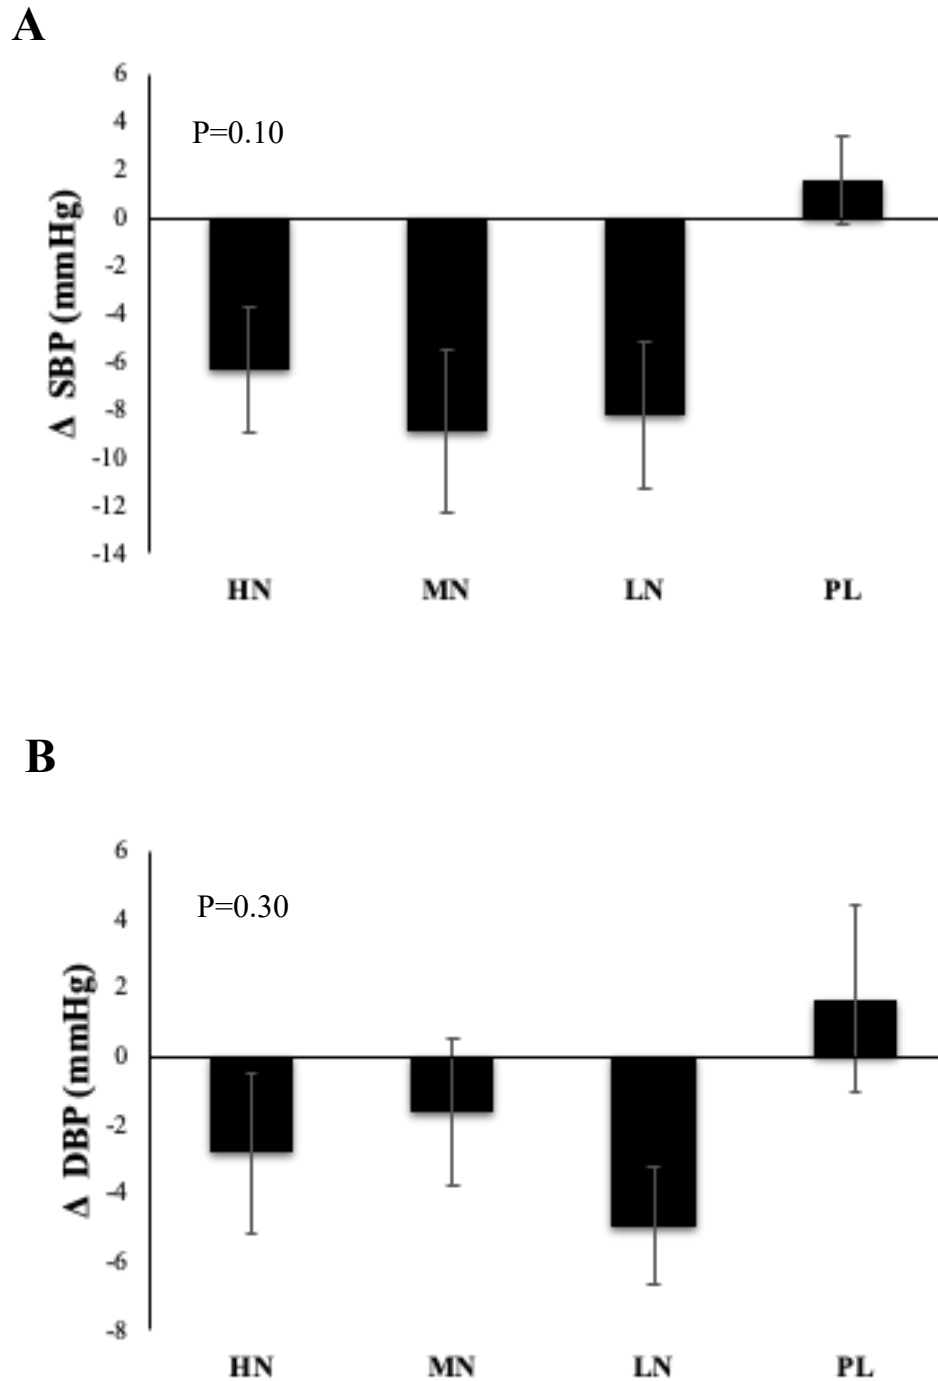 A
6
4
2
0
-2
-4
-6
-8
-10
-12
-14
Δ SBP (mmHg)
P=0.10
HN MN LN PL
B
6
4
2
0
-2
-4
-6
-8
Δ DBP (mmHg)
P=0.30
HN MN LN PL